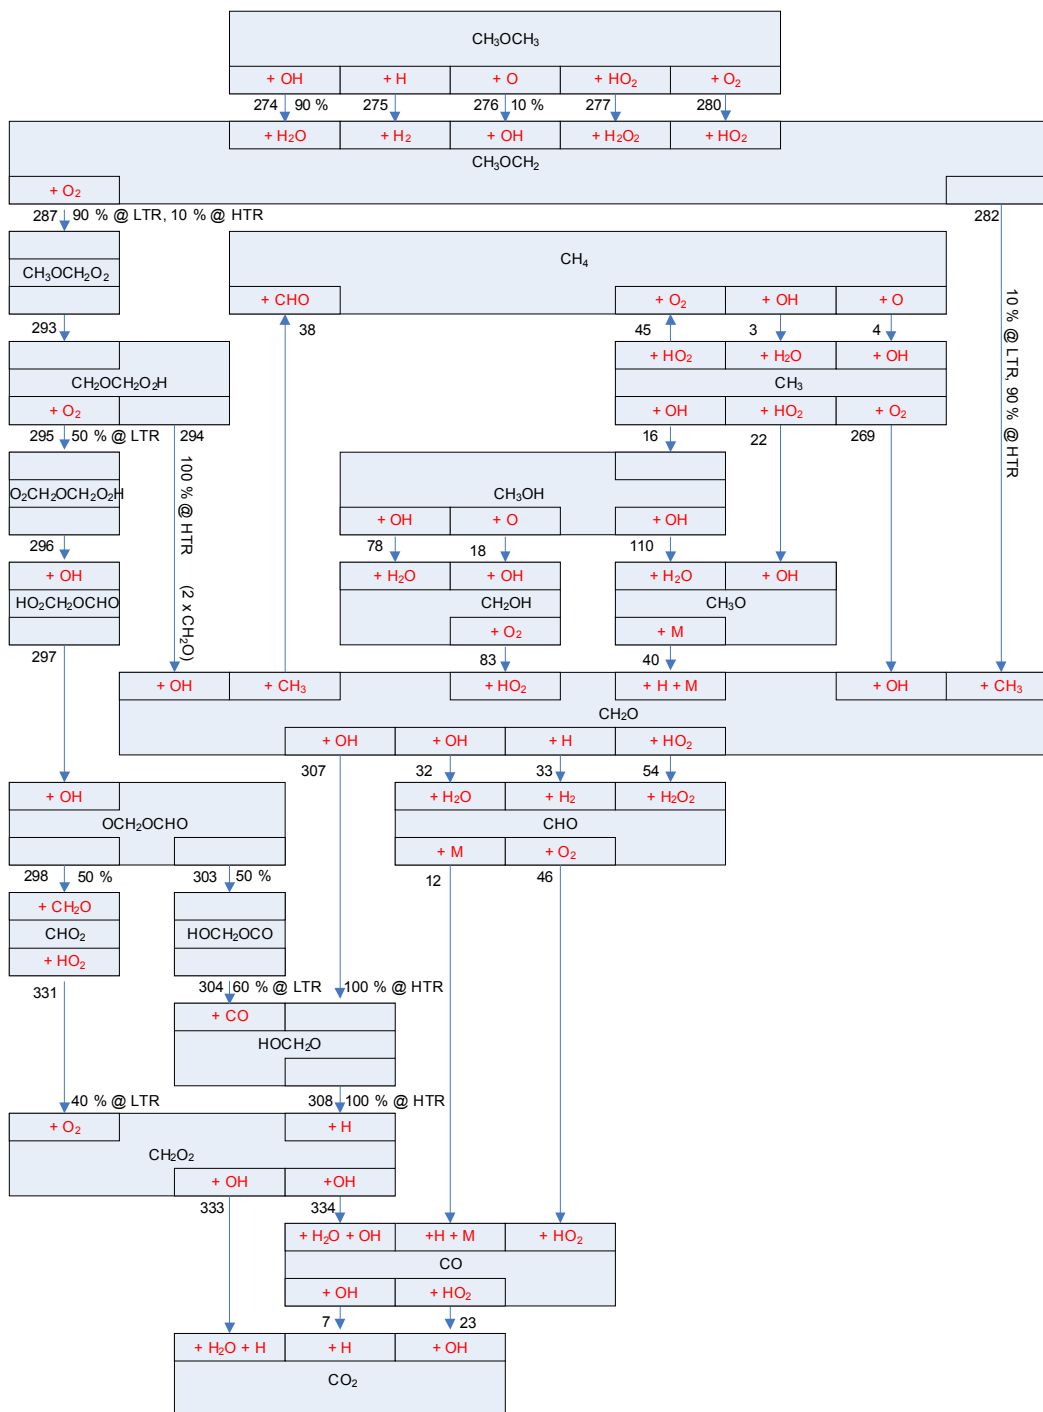 CH₃OCH₃
+ OH + H + O + HO₂ + O₂
274 90 % 275 276 10 % 277 280
+ H₂O + H₂ + OH + H₂O₂ + HO₂
CH₃OCH₂
+ O₂
287 90 % @ LTR, 10 % @ HTR 282
10 % @ LTR, 90 % @ HTR
CH₃OCH₂O₂
CH₄
+ CHO + O₂ + OH + O
293 38 45 3 4
+ HO₂ + H₂O + OH
CH₂OCH₂O₂H
CH₃
+ O₂ + OH + HO₂ + O₂
295 50 % @ LTR 294 16 22 269
100 % @ HTR (2 x CH₂O)
O₂CH₂OCH₂O₂H
CH₃OH
+ OH + O + OH
296 78 18 110
+ OH + H₂O + OH + H₂O + OH
HO₂CH₂OCHO
CH₂OH
CH₃O
+ O₂ + M
297 83 40
+ OH + CH₃ + HO₂ + H + M + OH + CH₃
CH₂O
+ OH + OH + H + HO₂
307 32 33 54
+ OH + H₂O + H₂ + H₂O₂
OCH₂OCHO
CHO
+ M + O₂
298 50 % 303 50 % 12 46
+ CH₂O
CHO₂
HOCH₂OCO
+ HO₂
331 304 60 % @ LTR 100 % @ HTR
+ CO
HOCH₂O
40 % @ LTR 308 100 % @ HTR
+ O₂ + H
CH₂O₂
+ OH +OH
333 334
+ H₂O + OH +H + M + HO₂
CO
+ OH + HO₂
7 23
+ H₂O + H + H + OH
CO₂